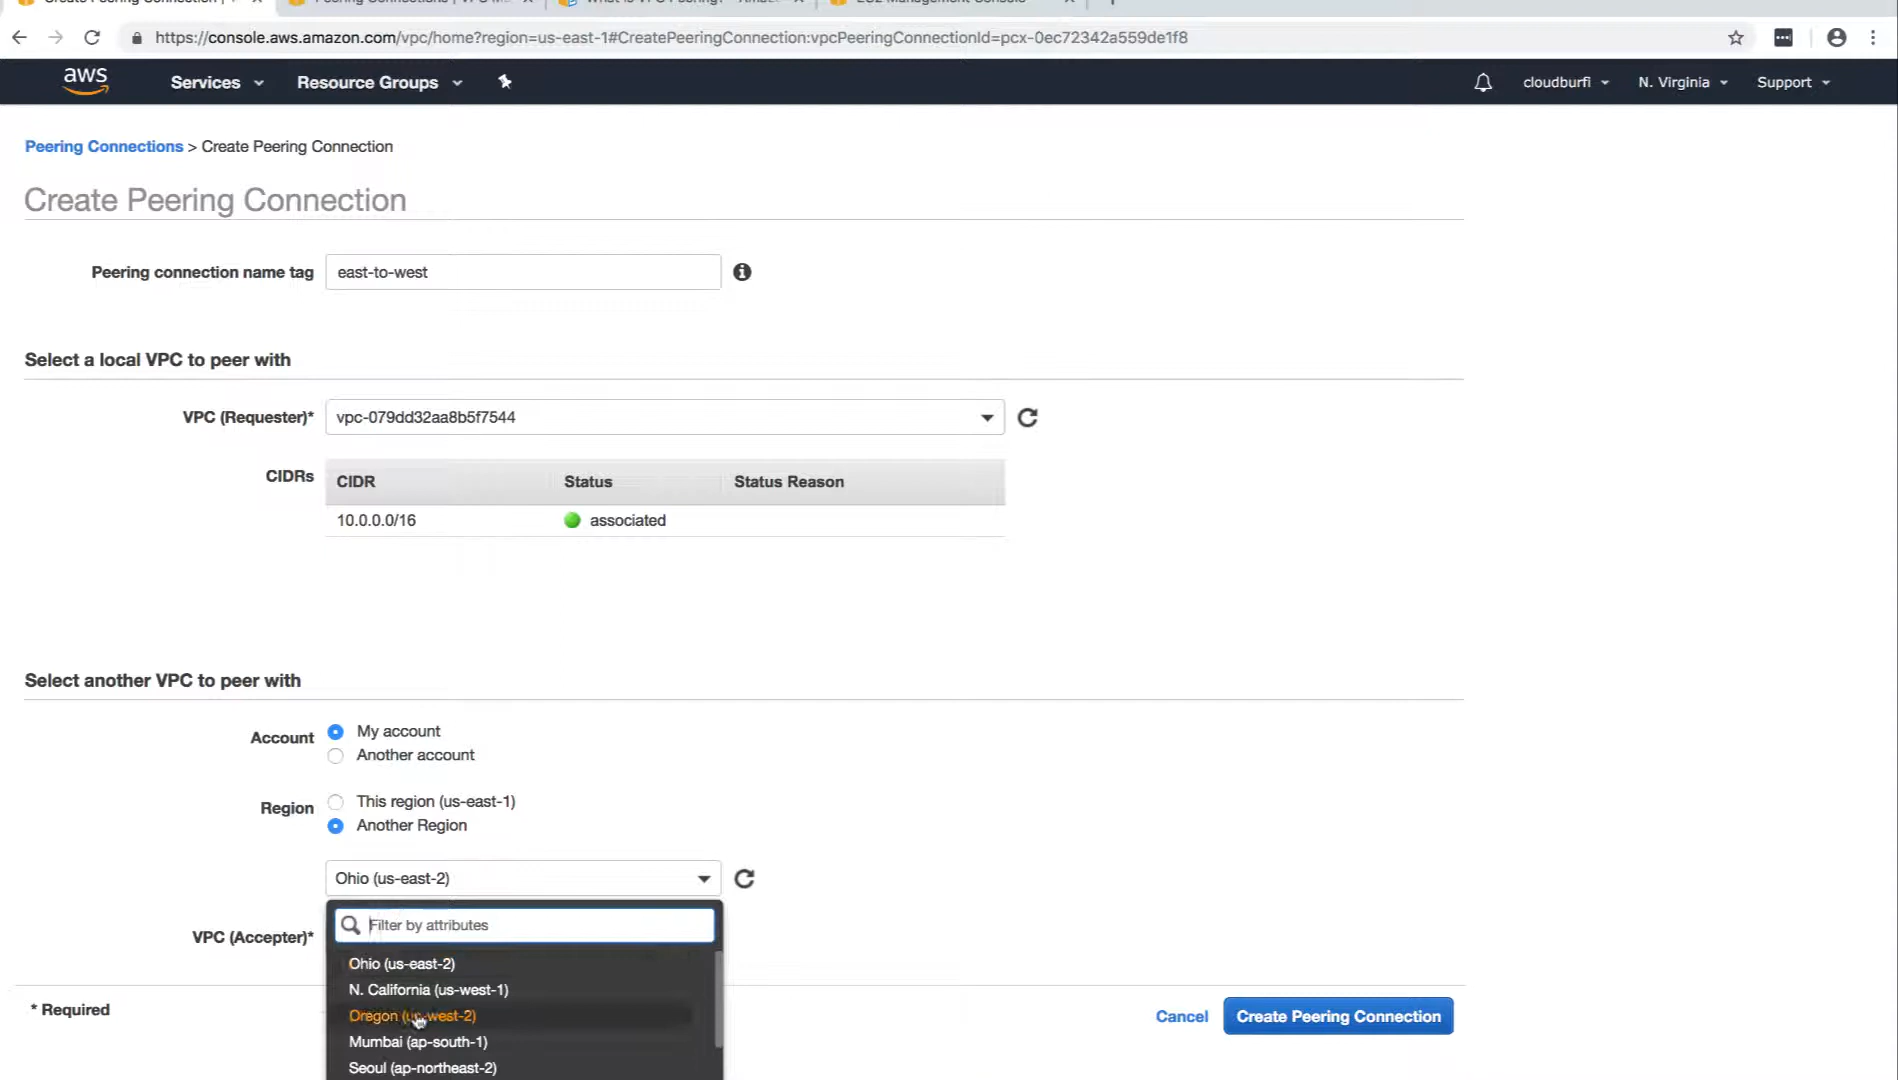 https://console.aws.amazon.com/vpc/home?region=us-east-1#CreatePeeringConnection:vpcPeeringConnectionId=pcx-0ec72342a559de1f8
aws Services Resource Groups cloudburfi N. Virginia Support
Peering Connections > Create Peering Connection
Create Peering Connection
Peering connection name tag east-to-west
Select a local VPC to peer with
VPC (Requester)* vpc-079dd32aa8b5f7544
CIDRs CIDR Status Status Reason
10.0.0.0/16 associated
Select another VPC to peer with
Account My account
Another account
Region This region (us-east-1)
Another Region
Ohio (us-east-2)
VPC (Accepter)* Filter by attributes
Ohio (us-east-2)
N. California (us-west-1)
* Required Oregon (us-west-2) Cancel Create Peering Connection
Mumbai (ap-south-1)
Seoul (ap-northeast-2)